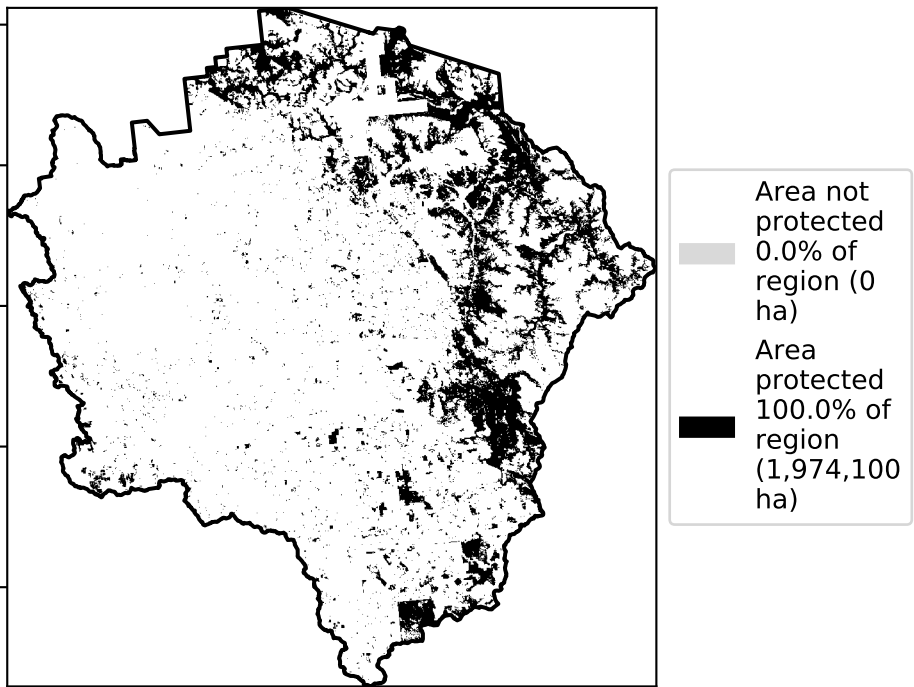 Area not
protected
0.0% of
region (0
ha)
Area
protected
100.0% of
region
(1,974,100
ha)